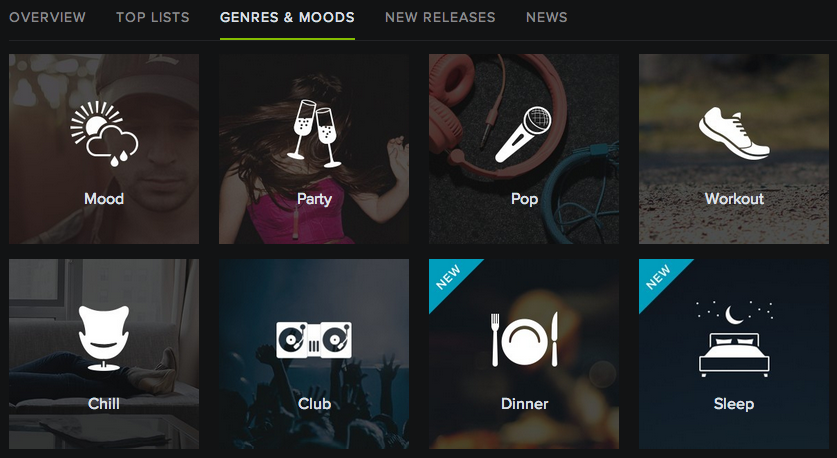 OVERVIEW TOP LISTS GENRES & MOODS NEW RELEASES NEWS
Mood Party Pop Workout
NEW NEW
Chill Club Dinner Sleep